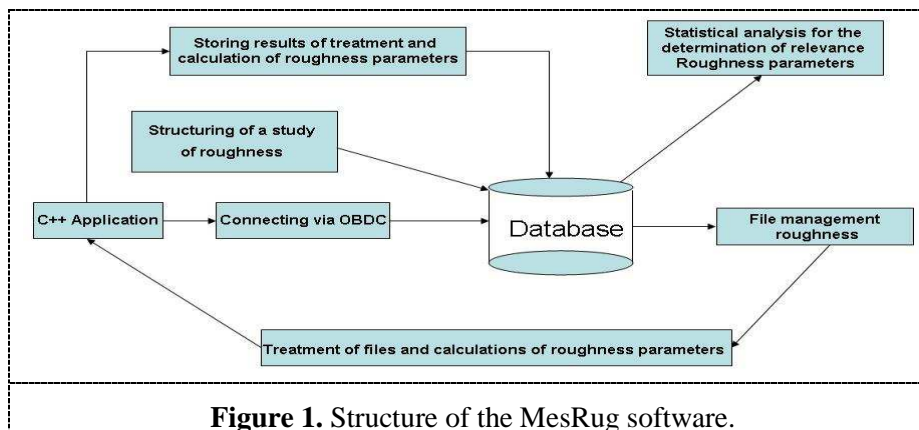 Storing results of treatment and
calculation of roughness parameters
Statistical analysis for the
determination of relevance
Roughness parameters
Structuring of a study
of roughness
C++ Application
Connecting via OBDC
Database
File management
roughness
Treatment of files and calculations of roughness parameters
Figure 1. Structure of the MesRug software.